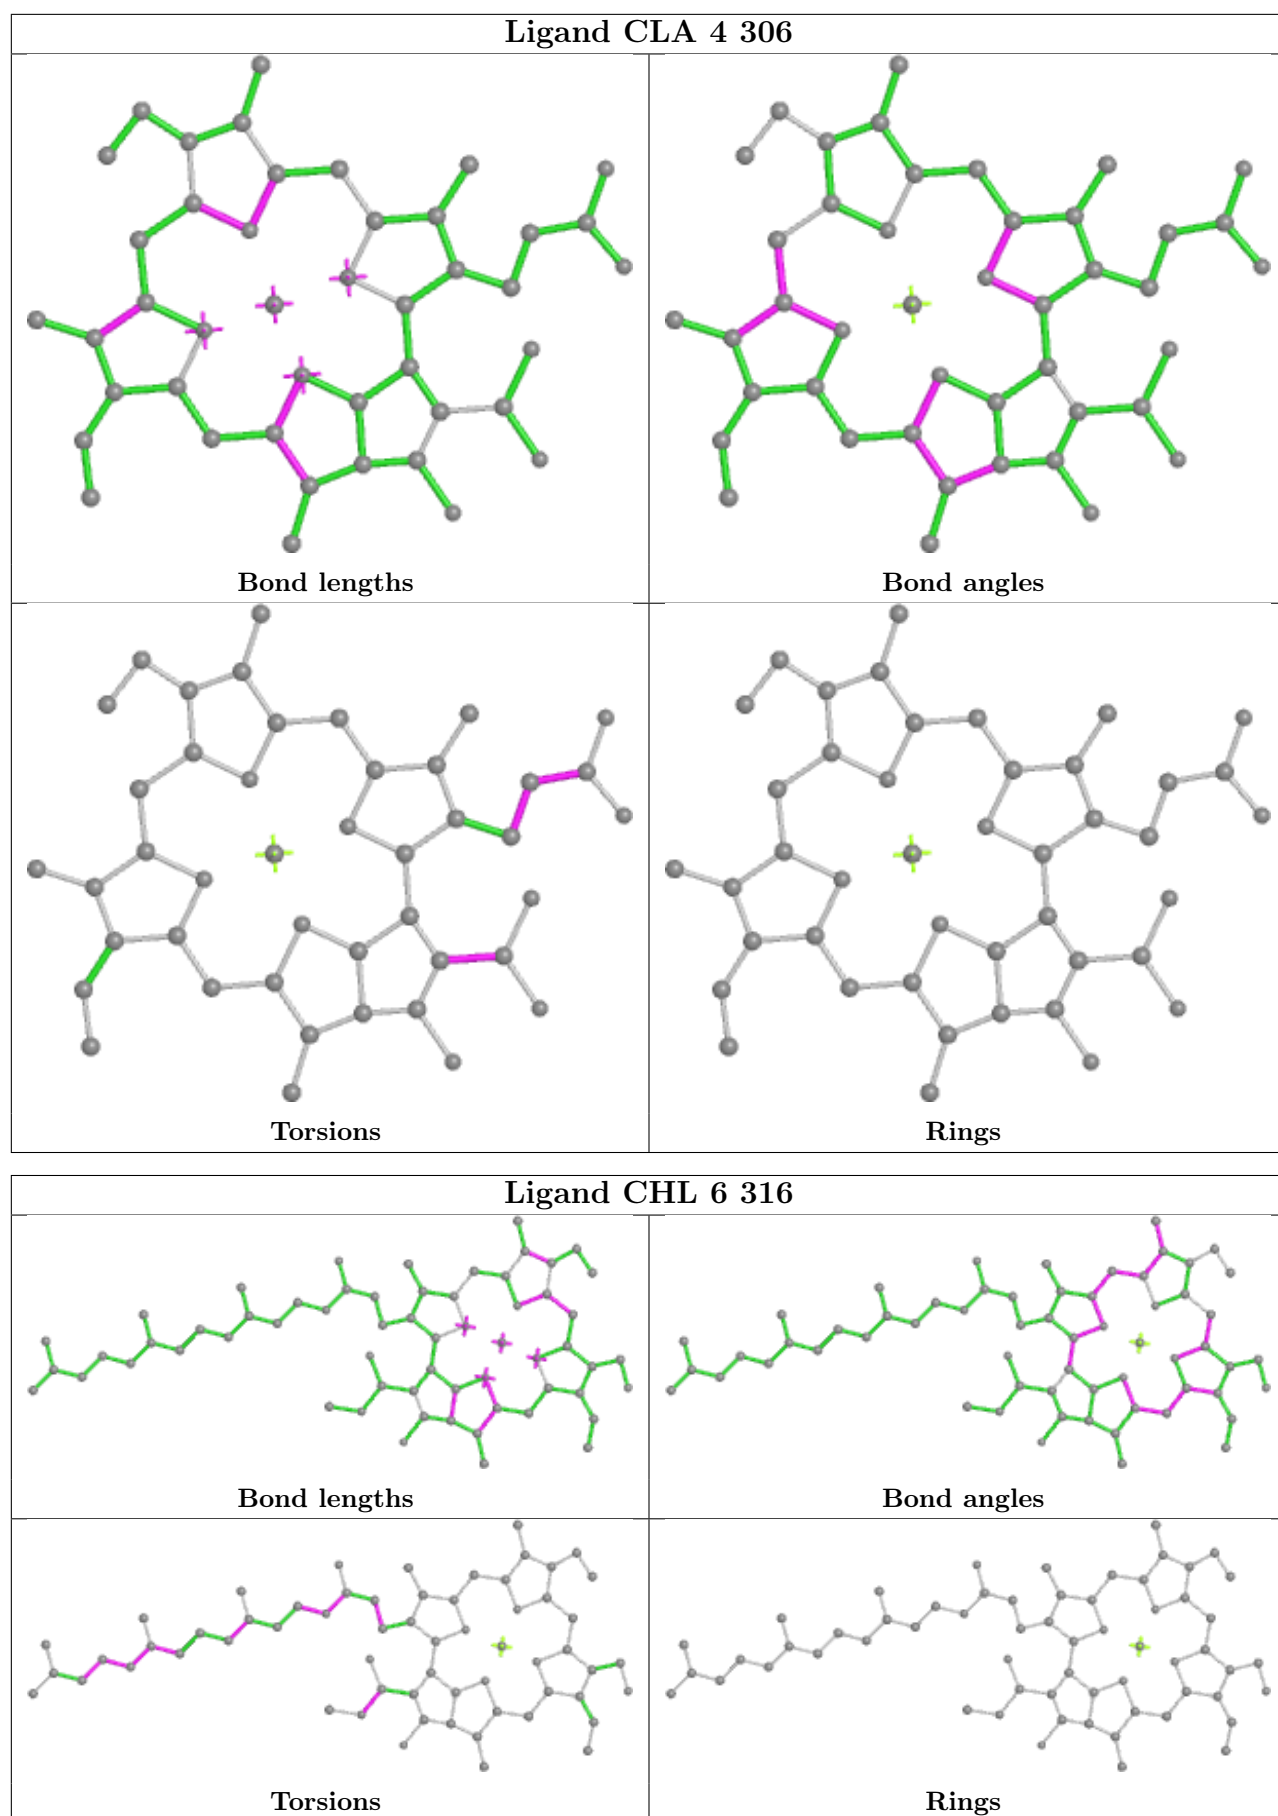 Ligand CLA 4 306
Bond lengths
Bond angles
Torsions
Rings
Ligand CHL 6 316
Bond lengths
Bond angles
Torsions
Rings